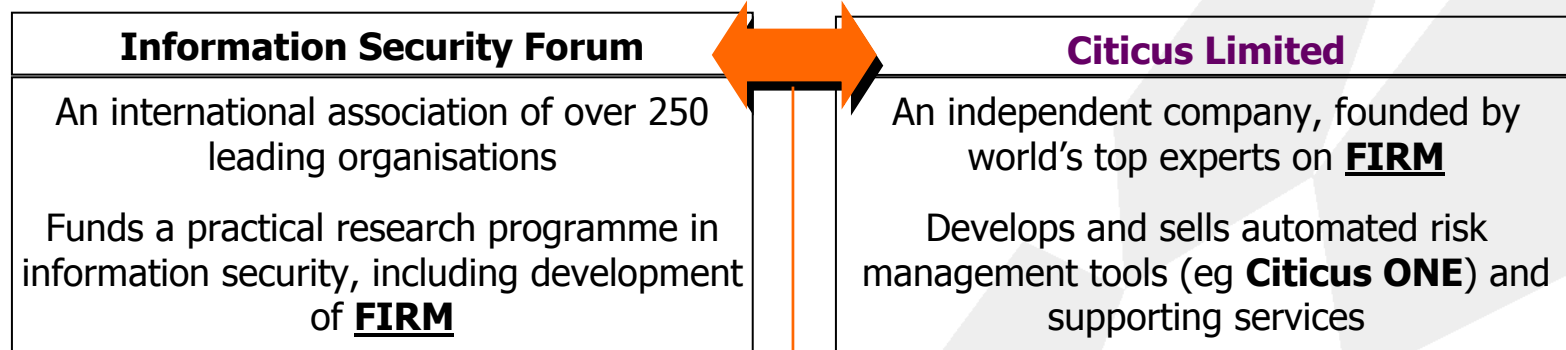 Information Security Forum
An international association of over 250
leading organisations
Funds a practical research programme in
information security, including development
of FIRM
Citicus Limited
An independent company, founded by
world’s top experts on FIRM
Develops and sells automated risk
management tools (eg Citicus ONE) and
supporting services